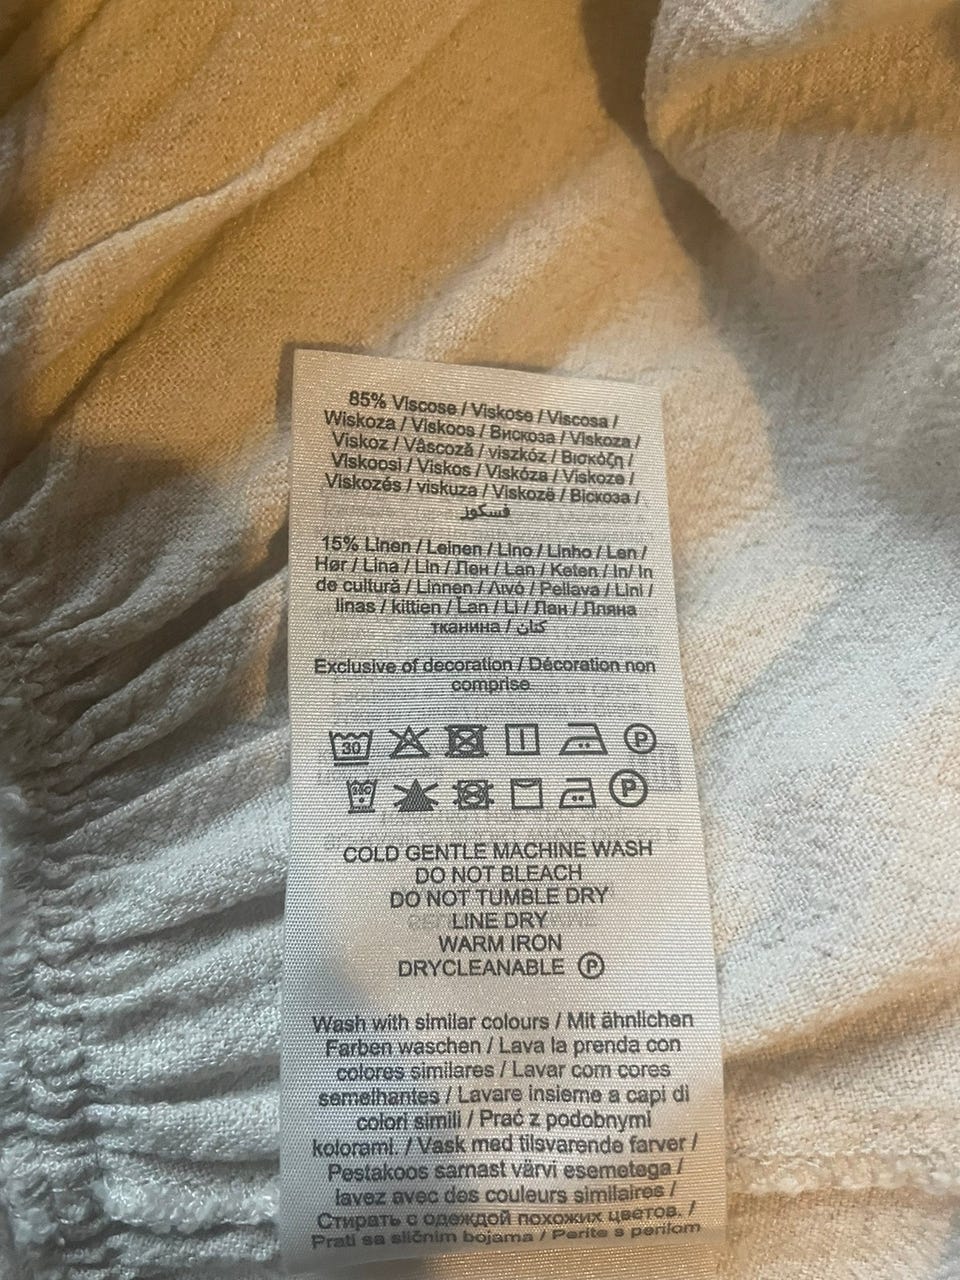 85% Viscose / Viskose / Viscosa /
Wiskoza / Viskoos / Вискоза / Viskoza /
Viskoz / Vâscoză / viszkóz / Βισκόζη /
Viskoosi / Viskos / Viskóza / Viskoze /
Viskozės / viskuza / Viskozë / Віскоза /
فسكوز
15% Linen / Leinen / Lino / Linho / Len /
Hør / Lina / Lin / Лен / Lan / Keten / In/ In
de cultură / Linnen / Λινό / Pellava / Lini /
linas / kittien / Ľan / Li / Лан / Лляна
тканина / كتان
Exclusive of decoration / Décoration non
comprise
30 P
P
COLD GENTLE MACHINE WASH
DO NOT BLEACH
DO NOT TUMBLE DRY
LINE DRY
WARM IRON
DRYCLEANABLE P
Wash with similar colours / Mit ähnlichen
Farben waschen / Lava la prenda con
colores similares / Lavar com cores
semelhantes / Lavare insieme a capi di
colori simili / Prać z podobnymi
kolorami. / Vask med tilsvarende farver /
Pestakoos samast värvi esemetega /
lavez avec des couleurs similaires /
Стирать с одеждой похожих цветов. /
Prati sa sličnim bojama / Perite s perilom